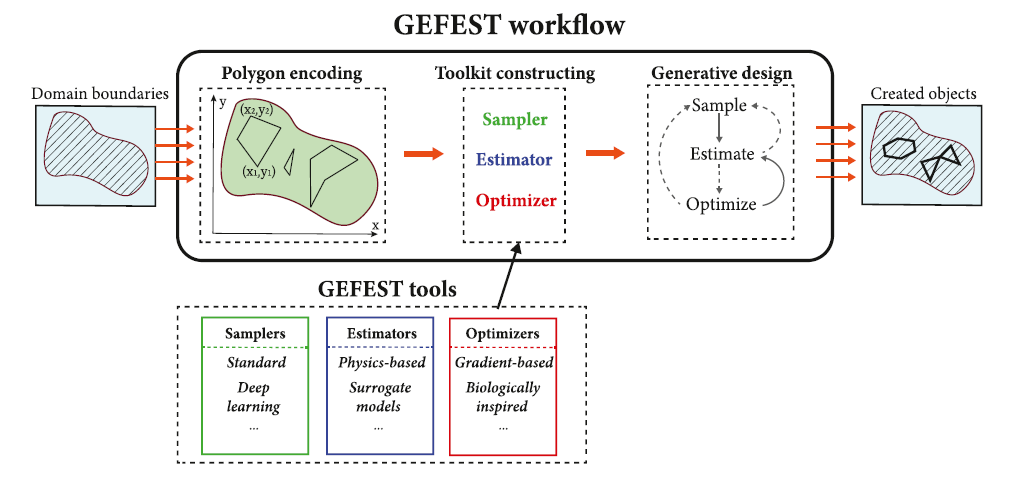 GEFEST workflow
Domain boundaries
Polygon encoding
Toolkit constructing
Generative design
Created objects
y
(x₂,y₂)
(x₁,y₁)
x
Sampler
Estimator
Optimizer
Sample
Estimate
Optimize
GEFEST tools
Samplers
Standard
Deep
learning
...
Estimators
Physics-based
Surrogate
models
...
Optimizers
Gradient-based
Biologically
inspired
...